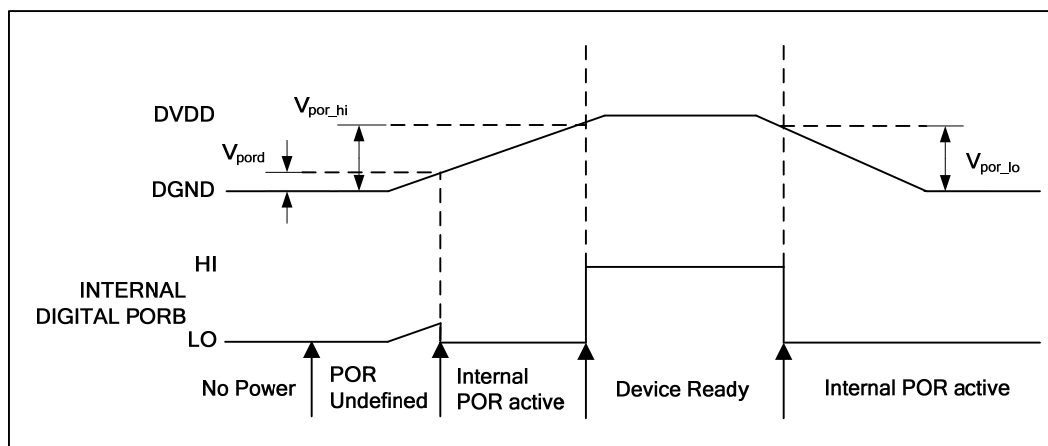 DVDD
V_por_hi
V_pord
DGND
V_por_lo
HI
INTERNAL
DIGITAL PORB
LO
No Power
POR
Undefined
Internal
POR active
Device Ready
Internal POR active